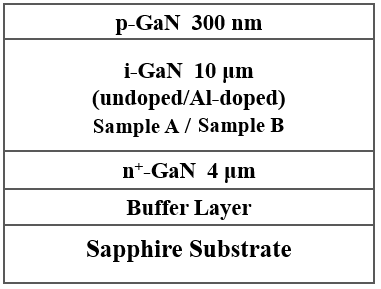 p-GaN 300 nm
i-GaN 10 μm
(undoped/Al-doped)
Sample A / Sample B
n⁺-GaN 4 μm
Buffer Layer
Sapphire Substrate